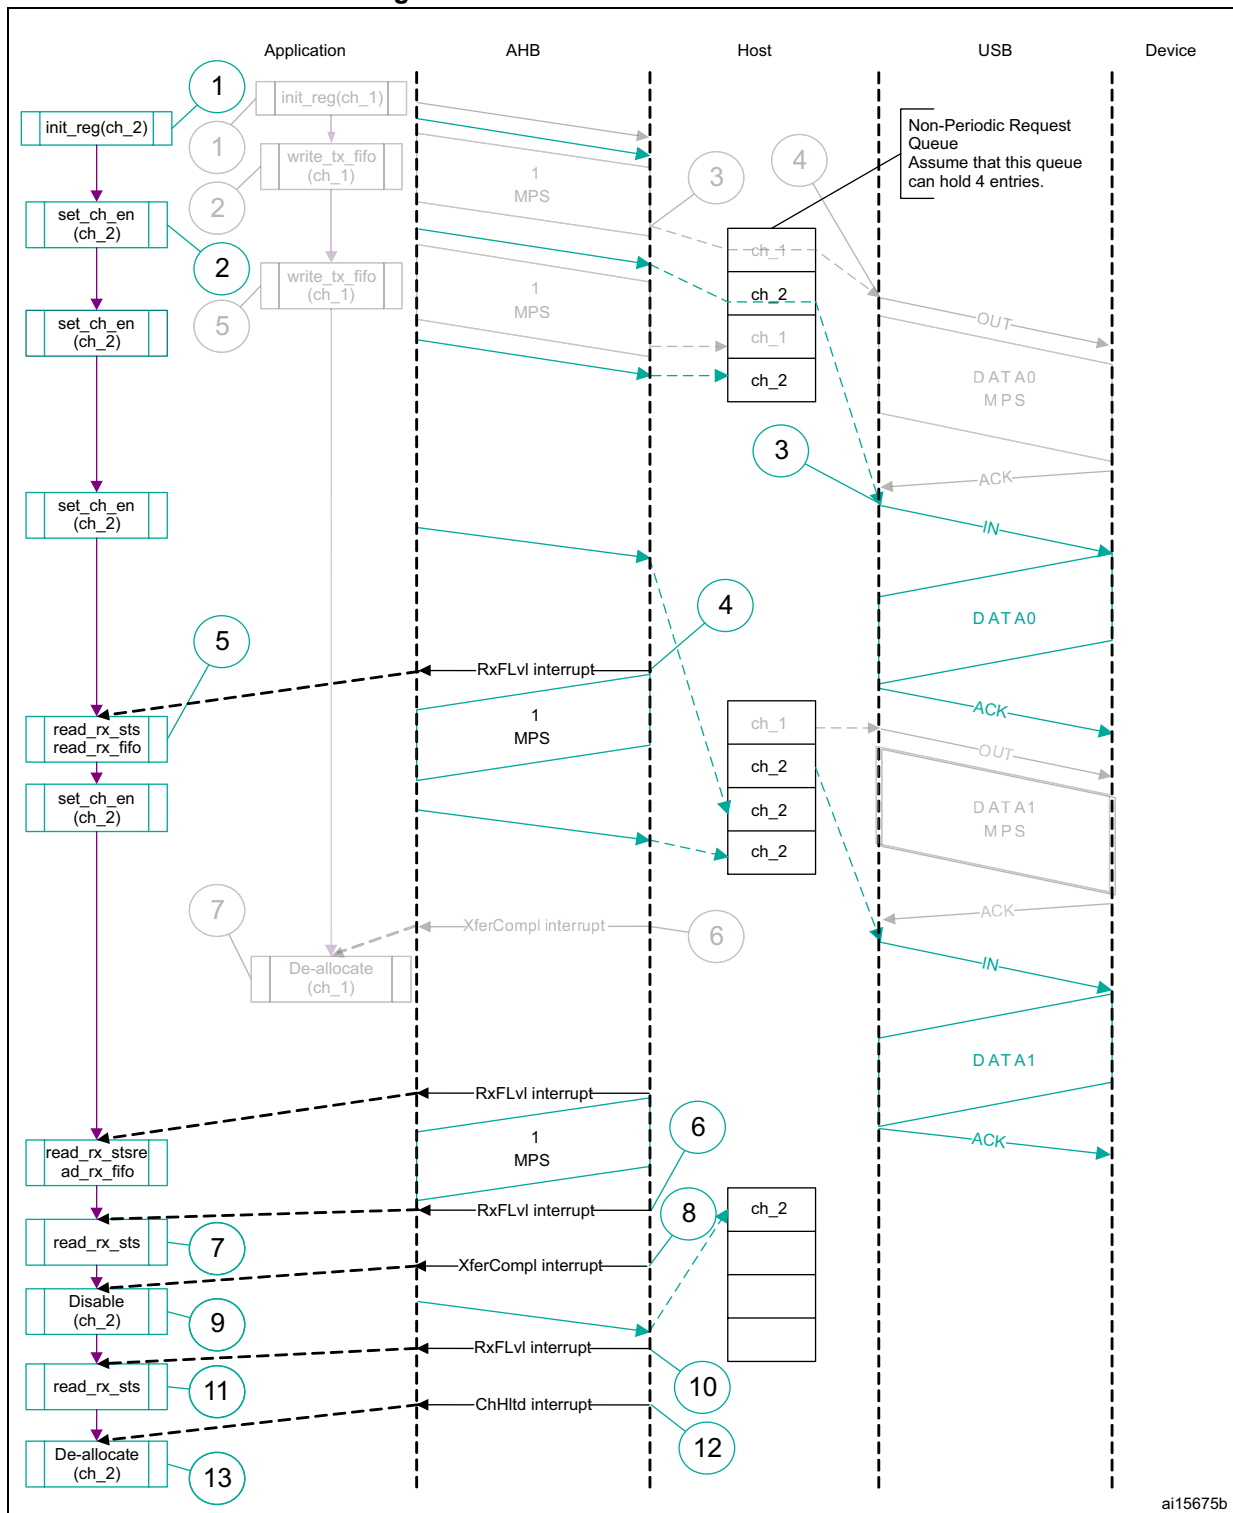 Application
AHB
Host
USB
Device
1
init_reg(ch_1)
init_reg(ch_2)
1
Non-Periodic Request
Queue
Assume that this queue
can hold 4 entries.
write_tx_fifo
(ch_1)
1
MPS
3
4
2
set_ch_en
(ch_2)
2
ch_1
write_tx_fifo
(ch_1)
1
MPS
ch_2
5
set_ch_en
(ch_2)
OUT
ch_1
ch_2
DATA0
MPS
3
ACK
set_ch_en
(ch_2)
IN
4
DATA0
5
RxFLvl interrupt
ACK
read_rx_sts
read_rx_fifo
1
MPS
ch_1
OUT
ch_2
set_ch_en
(ch_2)
ch_2
DATA1
MPS
ch_2
7
XferCompl interrupt
6
ACK
De-allocate
(ch_1)
IN
DATA1
RxFLvl interrupt
6
read_rx_stsre
ad_rx_fifo
1
MPS
ACK
RxFLvl interrupt
8
ch_2
read_rx_sts
7
XferCompl interrupt
Disable
(ch_2)
9
RxFLvl interrupt
read_rx_sts
11
10
ChHltd interrupt
12
De-allocate
(ch_2)
13
ai15675b